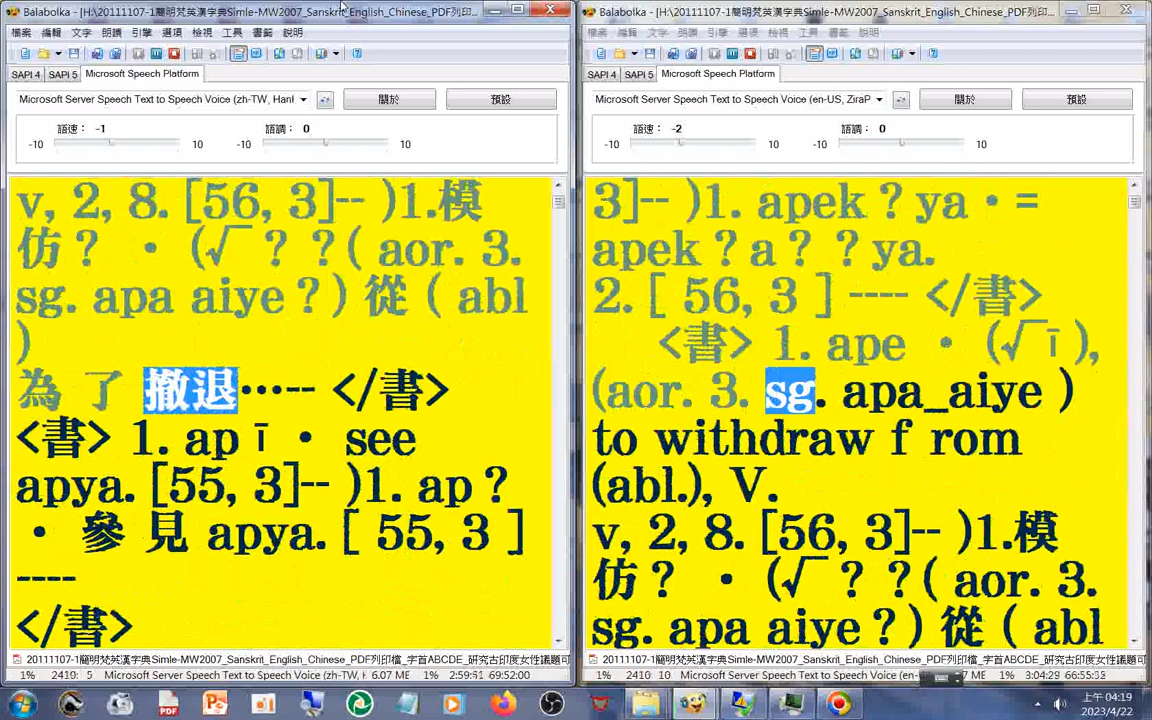 Balabolka - [H:\20111107-1簡明梵英漢字典Simle-MW2007_Sanskrit_English_Chinese_PDF列印...
檔案 編輯 文字 朗讀 引擎 選項 檢視 工具 書籤 說明
SAPI 4 SAPI 5 Microsoft Speech Platform
Microsoft Server Speech Text to Speech Voice (zh-TW, Hanl
關於 預設
語速: -1 語調: 0
-10 10 -10 10
v, 2, 8. [56, 3]-- )1.模
仿? • (√ ? ?( aor. 3.
sg. apa aiye ? ) 從 ( abl
)
為 了 撤退…-- </書>
<書> 1. ap ī • see
apya. [55, 3]-- )1. ap ?
• 參 見 apya. [ 55, 3 ]
----
</書>
20111107-1簡明梵英漢字典Simle-MW2007_Sanskrit_English_Chinese_PDF列印檔_字首ABCDE_研究古印度女性議題可
1% 2419: 5 Microsoft Server Speech Text to Speech Voice (zh-TW, H 6.07 MB 1% 2:59:51 69:52:00
Balabolka - [H:\20111107-1簡明梵英漢字典Simle-MW2007_Sanskrit_English_Chinese_PDF列印...
檔案 編輯 文字 朗讀 引擎 選項 檢視 工具 書籤 說明
SAPI 4 SAPI 5 Microsoft Speech Platform
Microsoft Server Speech Text to Speech Voice (en-US, ZiraP
關於 預設
語速: -2 語調: 0
-10 10 -10 10
3]-- )1. apek ? ya • =
apek ? a ? ? ya.
2. [ 56, 3 ] ---- </書>
<書> 1. ape • (√ī),
(aor. 3. sg. apa_aiye )
to withdraw f rom
(abl.), V.
v, 2, 8. [56, 3]-- )1.模
仿? • (√ ? ?( aor. 3.
sg. apa aiye ? ) 從 ( abl
20111107-1簡明梵英漢字典Simle-MW2007_Sanskrit_English_Chinese_PDF列印檔_字首ABCDE_研究古印度女性議題可
1% 2410: 10 Microsoft Server Speech Text to Speech Voice (en-US, 6.07 MB 1% 3:04:29
上午 04:19
2023/4/22